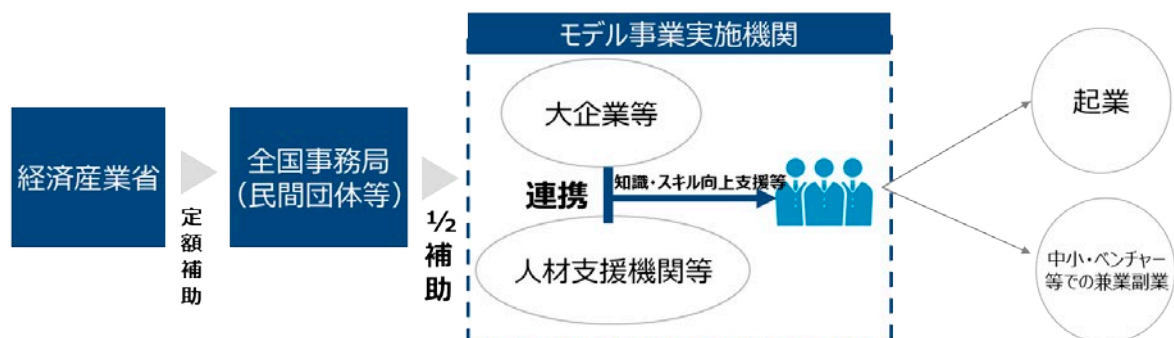 モデル事業実施機関
経済産業省
定額補助
全国事務局
（民間団体等）
½補助
大企業等
連携
知識・スキル向上支援等
人材支援機関等
起業
中小・ベンチャー
等での兼業副業